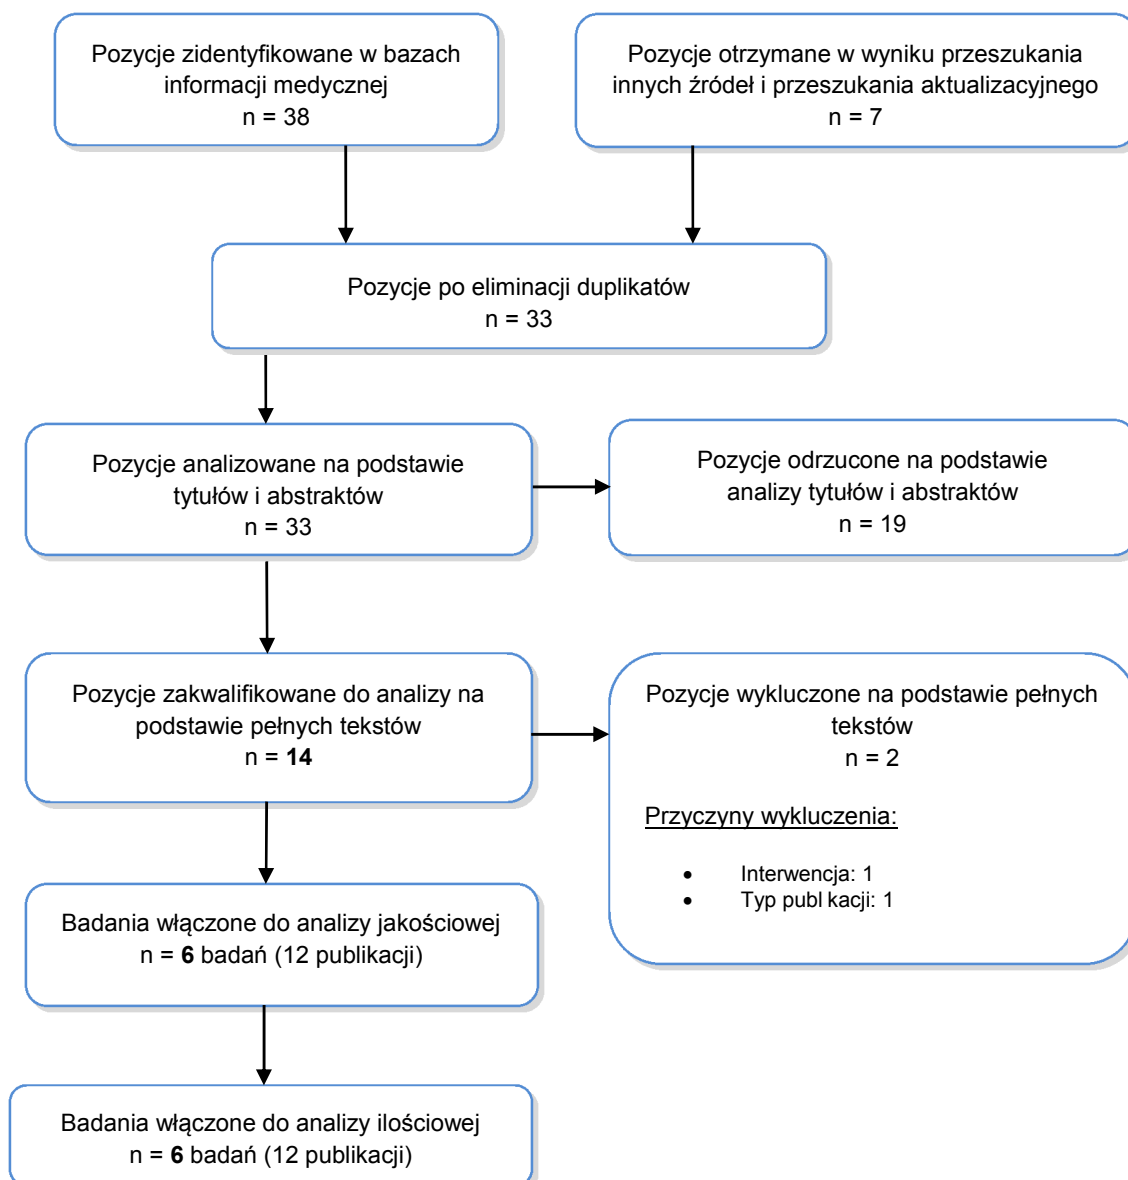 Pozycje zidentyfikowane w bazach
informacji medycznej
n = 38
Pozycje otrzymane w wyniku przeszukania
innych źródeł i przeszukania aktualizacyjnego
n = 7
Pozycje po eliminacji duplikatów
n = 33
Pozycje analizowane na podstawie
tytułów i abstraktów
n = 33
Pozycje odrzucone na podstawie
analizy tytułów i abstraktów
n = 19
Pozycje zakwalifikowane do analizy na
podstawie pełnych tekstów
n = 14
Pozycje wykluczone na podstawie pełnych
tekstów
n = 2
Przyczyny wykluczenia:
• Interwencja: 1
• Typ publ kacji: 1
Badania włączone do analizy jakościowej
n = 6 badań (12 publikacji)
Badania włączone do analizy ilościowej
n = 6 badań (12 publikacji)